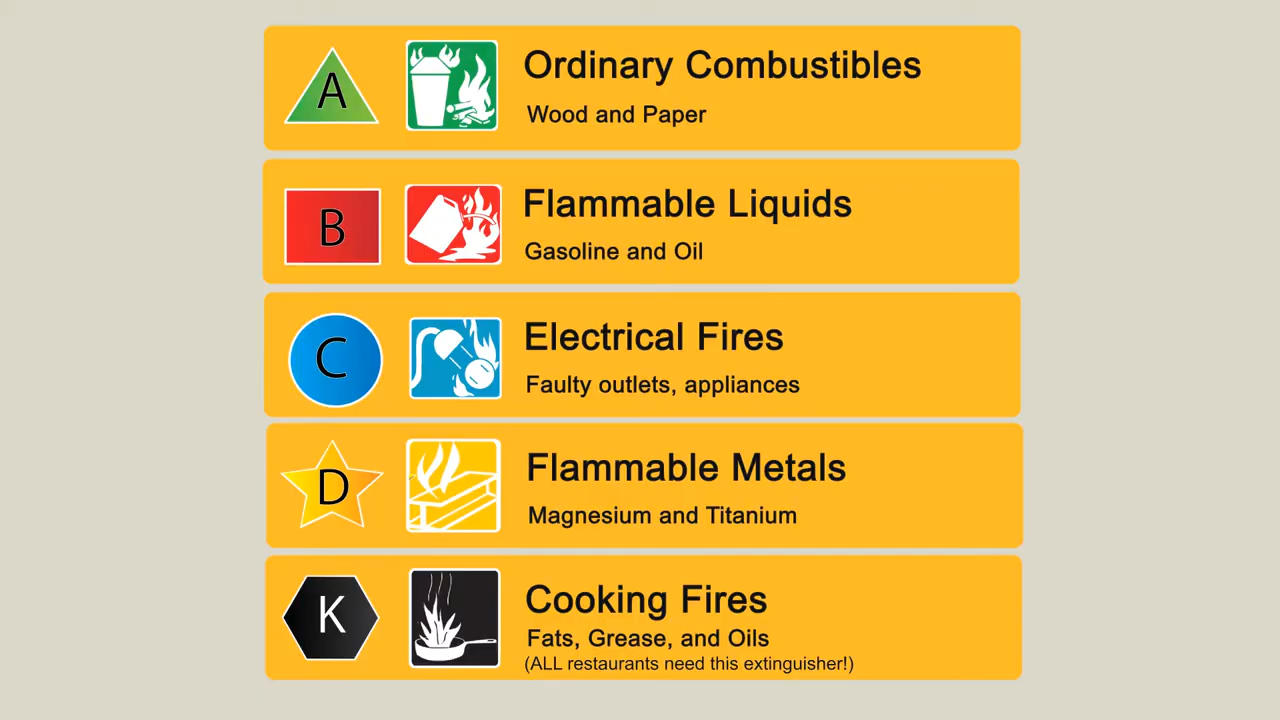 A
Ordinary Combustibles
Wood and Paper
B
Flammable Liquids
Gasoline and Oil
C
Electrical Fires
Faulty outlets, appliances
D
Flammable Metals
Magnesium and Titanium
K
Cooking Fires
Fats, Grease, and Oils
(ALL restaurants need this extinguisher!)